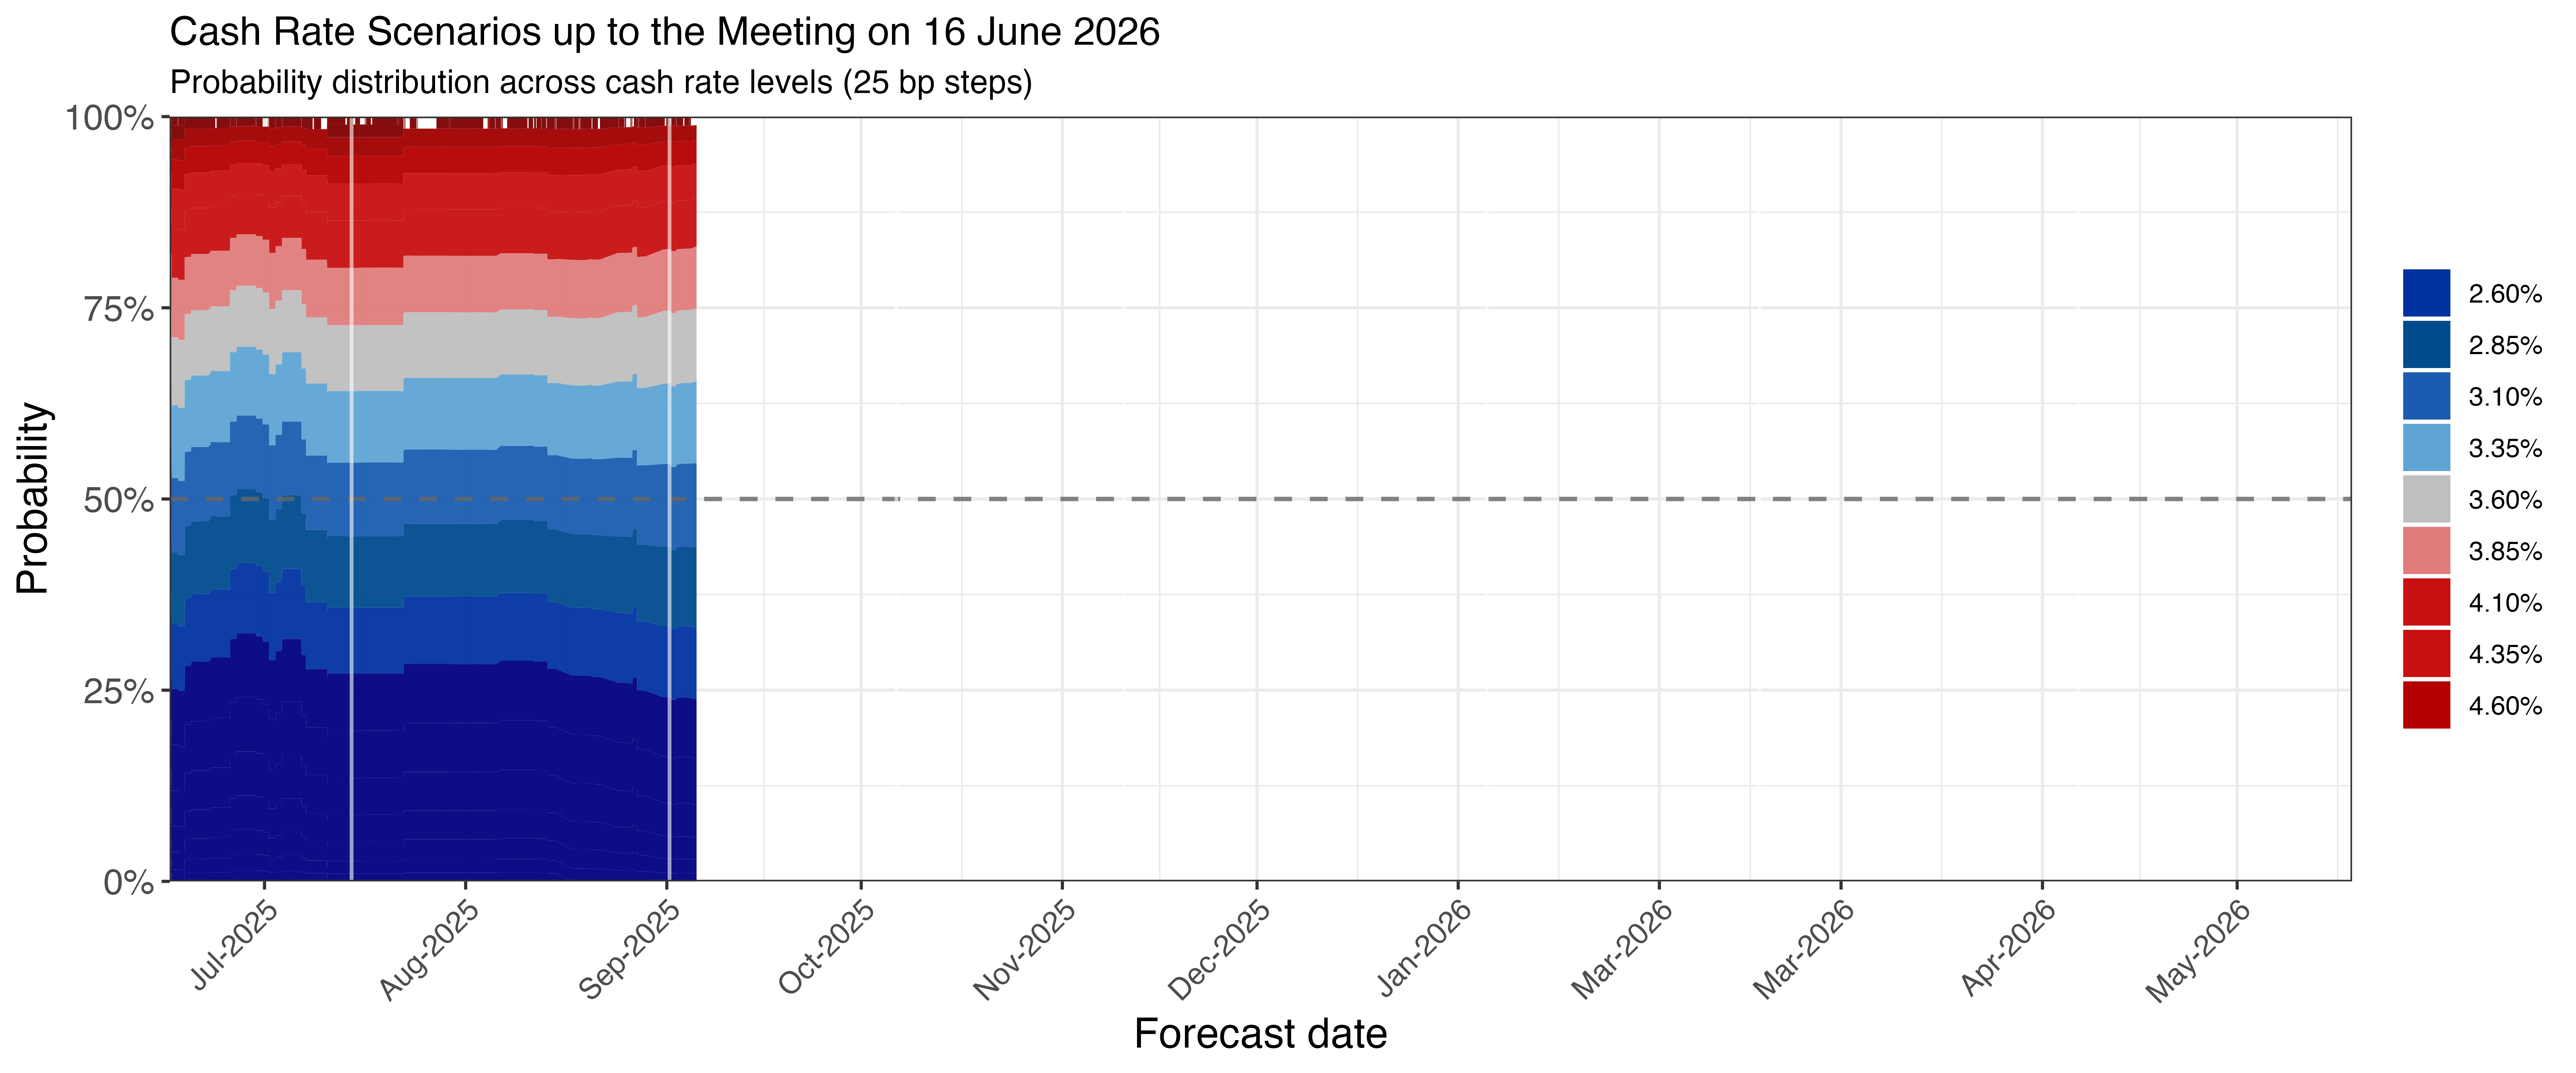 Cash Rate Scenarios up to the Meeting on 16 June 2026
Probability distribution across cash rate levels (25 bp steps)
100%
75%
50%
25%
0%
Probability
Jul-2025
Aug-2025
Sep-2025
Oct-2025
Nov-2025
Dec-2025
Jan-2026
Mar-2026
Mar-2026
Apr-2026
May-2026
Forecast date
2.60%
2.85%
3.10%
3.35%
3.60%
3.85%
4.10%
4.35%
4.60%